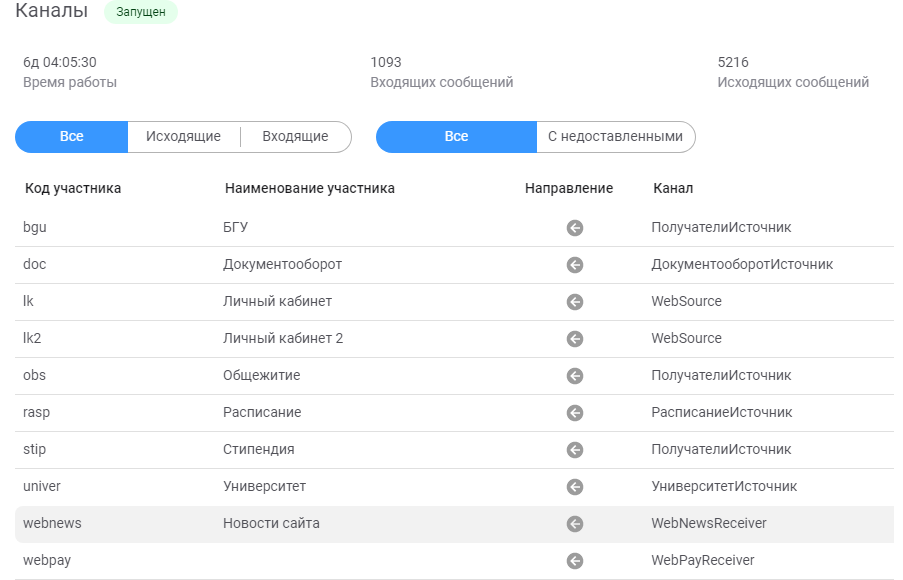 Каналы Запущен
6д 04:05:30 1093 5216
Время работы Входящих сообщений Исходящих сообщений
Все Исходящие Входящие Все С недоставленными
Код участника Наименование участника Направление Канал
bgu БГУ ПолучателиИсточник
doc Документооборот ДокументооборотИсточник
lk Личный кабинет WebSource
lk2 Личный кабинет 2 WebSource
obs Общежитие ПолучателиИсточник
rasp Расписание РасписаниеИсточник
stip Стипендия ПолучателиИсточник
univer Университет УниверситетИсточник
webnews Новости сайта WebNewsReceiver
webpay WebPayReceiver